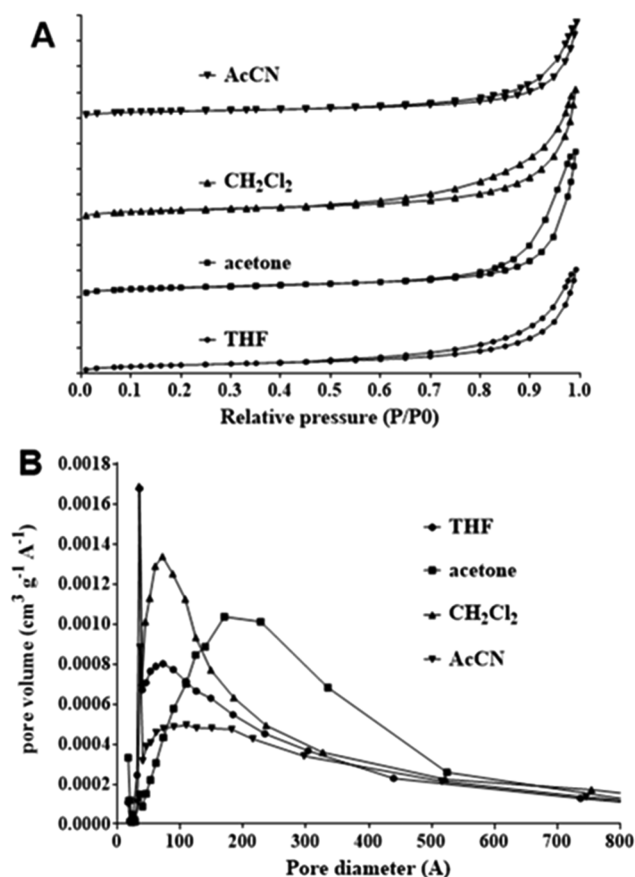 A
AcCN
CH₂Cl₂
acetone
THF
0.0 0.1 0.2 0.3 0.4 0.5 0.6 0.7 0.8 0.9 1.0
Relative pressure (P/P0)
B
0.0018
0.0016
0.0014
0.0012
0.0010
0.0008
0.0006
0.0004
0.0002
0.0000
pore volume (cm³ g⁻¹ A⁻¹)
THF
acetone
CH₂Cl₂
AcCN
0 100 200 300 400 500 600 700 800
Pore diameter (A)